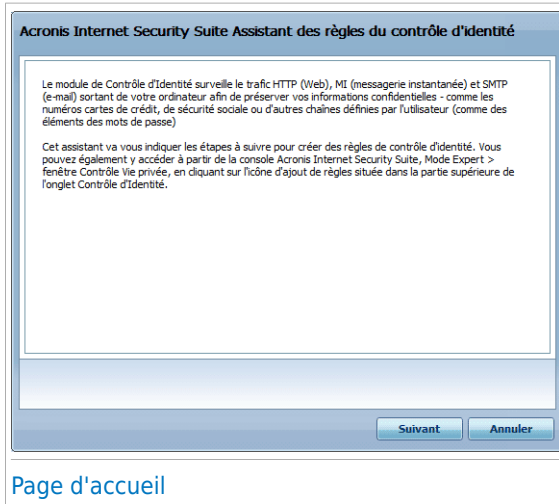 Acronis Internet Security Suite Assistant des règles du contrôle d'identité
Le module de Contrôle d'Identité surveille le trafic HTTP (Web), MI (messagerie instantanée) et SMTP
(e-mail) sortant de votre ordinateur afin de préserver vos informations confidentielles - comme les
numéros cartes de crédit, de sécurité sociale ou d'autres chaînes définies par l'utilisateur (comme des
éléments des mots de passe)
Cet assistant va vous indiquer les étapes à suivre pour créer des règles de contrôle d'identité. Vous
pouvez également y accéder à partir de la console Acronis Internet Security Suite, Mode Expert >
fenêtre Contrôle Vie privée, en cliquant sur l'icône d'ajout de règles située dans la partie supérieure de
l'onglet Contrôle d'Identité.
Suivant Annuler
Page d'accueil